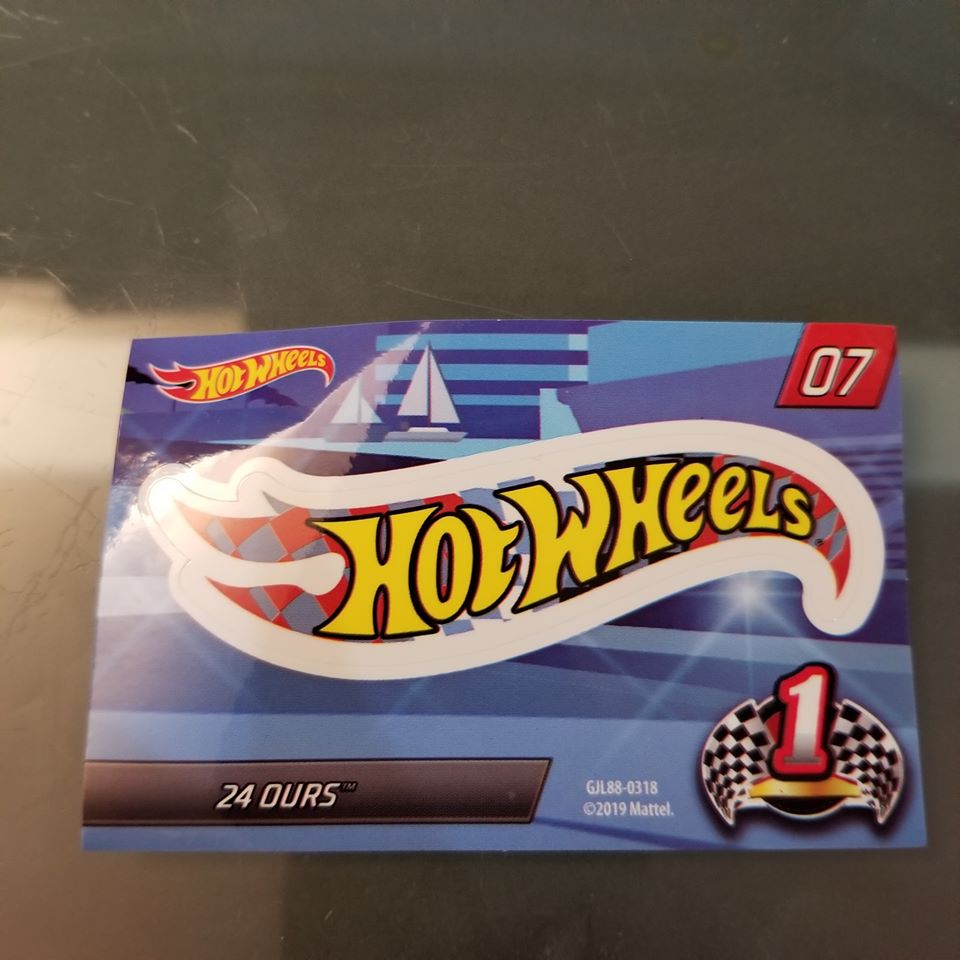 HOT WHEELS
07
HOT WHEELS®
1
24 OURS™
GJL88-0318
©2019 Mattel.